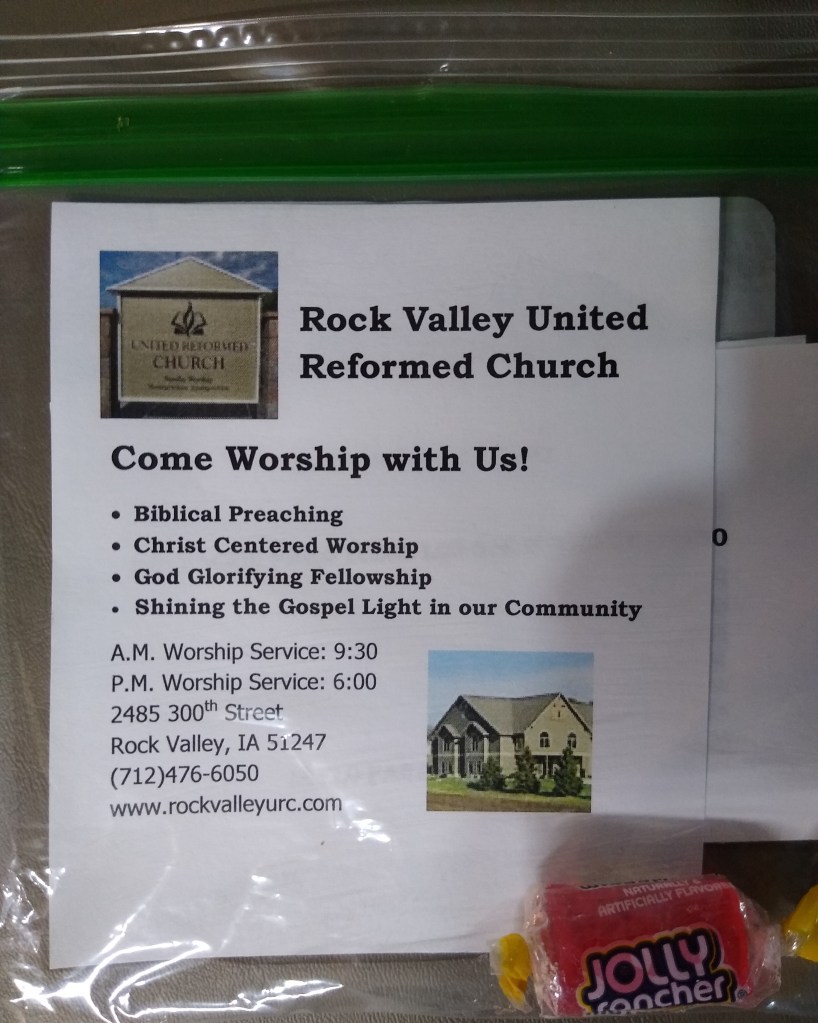 UNITED REFORMED
CHURCH
Rock Valley United
Reformed Church
Come Worship with Us!
• Biblical Preaching
• Christ Centered Worship
• God Glorifying Fellowship
• Shining the Gospel Light in our Community
A.M. Worship Service: 9:30
P.M. Worship Service: 6:00
2485 300th Street
Rock Valley, IA 51247
(712)476-6050
www.rockvalleyurc.com
NATURALLY &
ARTIFICIALLY FLAVORED
JOLLY
rancher